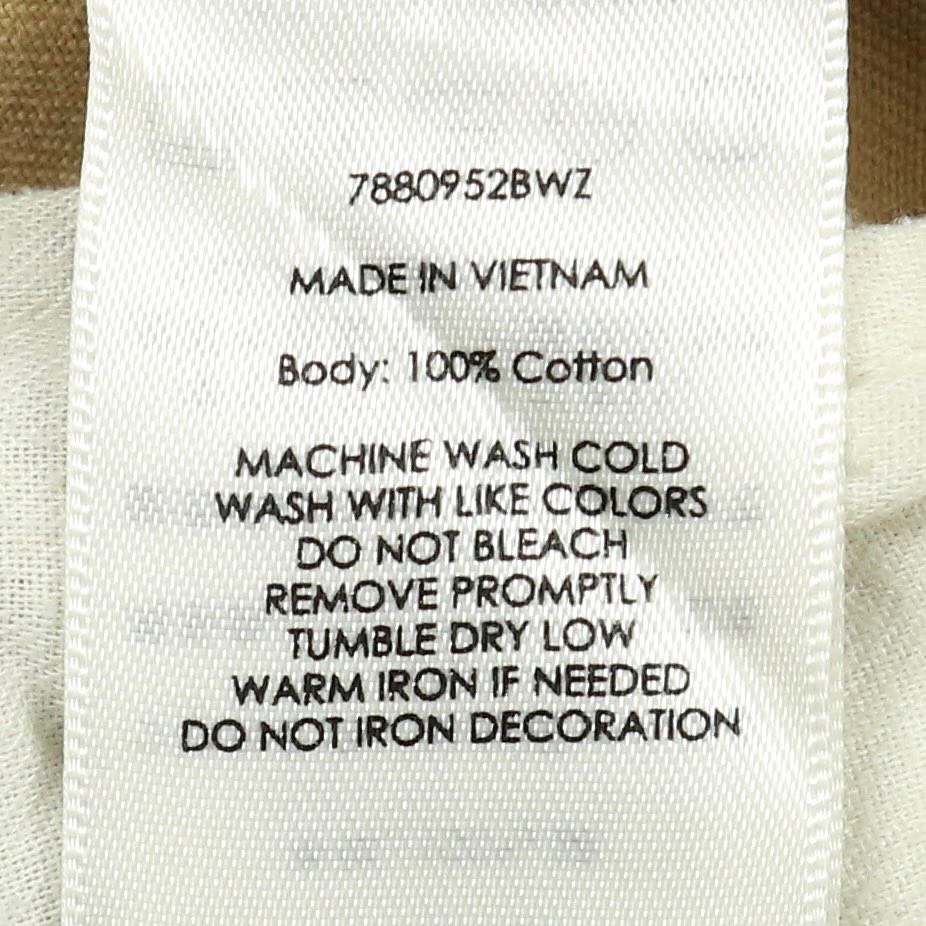 7880952BWZ
MADE IN VIETNAM
Body: 100% Cotton
MACHINE WASH COLD
WASH WITH LIKE COLORS
DO NOT BLEACH
REMOVE PROMPTLY
TUMBLE DRY LOW
WARM IRON IF NEEDED
DO NOT IRON DECORATION